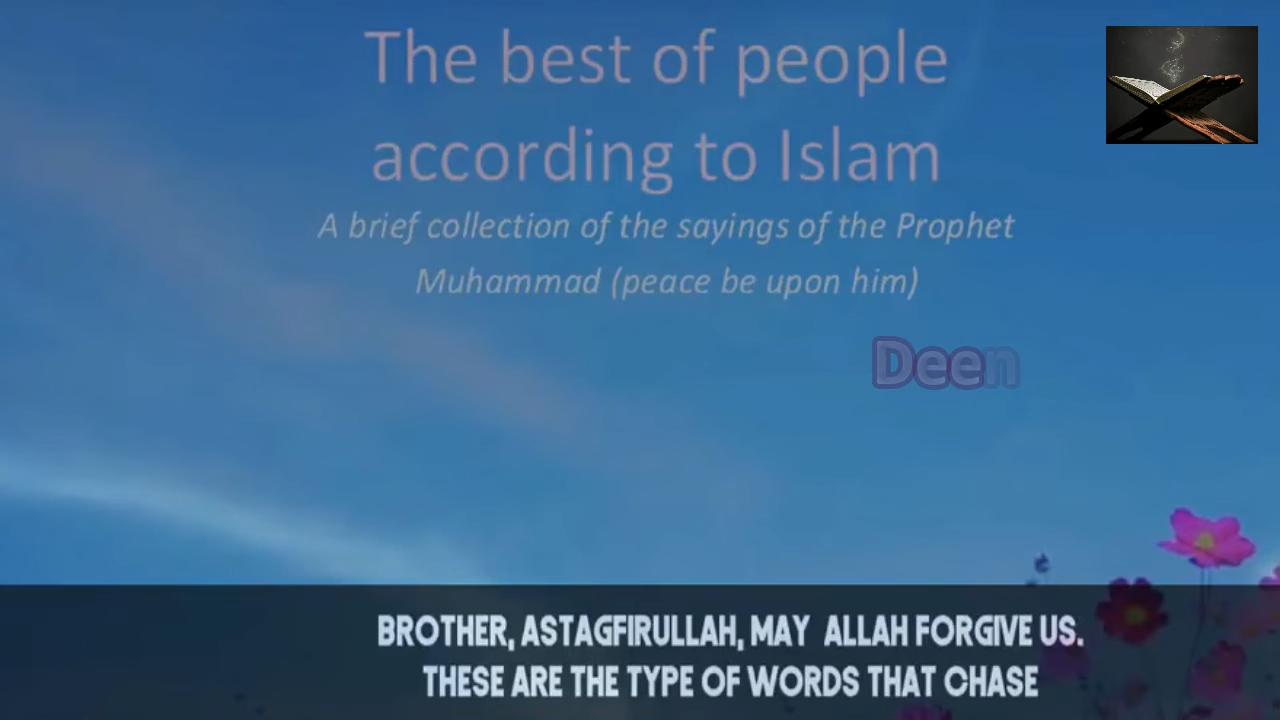 The best of people
according to Islam
A brief collection of the sayings of the Prophet
Muhammad (peace be upon him)
Deen
BROTHER, ASTAGFIRULLAH, MAY ALLAH FORGIVE US.
THESE ARE THE TYPE OF WORDS THAT CHASE